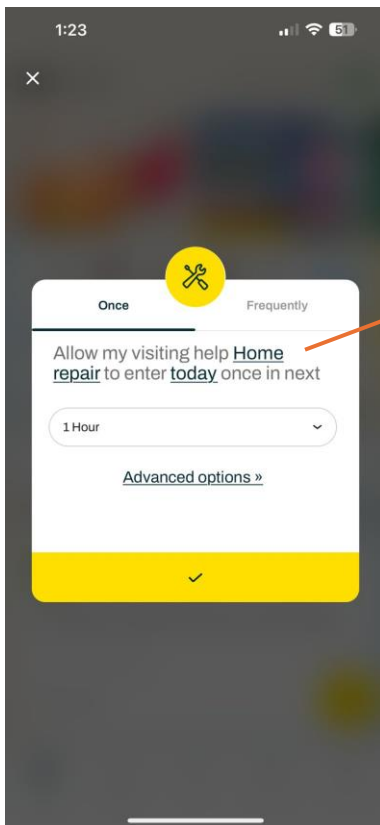 1:23
51
Once
Frequently
Allow my visiting help Home
repair to enter today once in next
1 Hour
Advanced options »